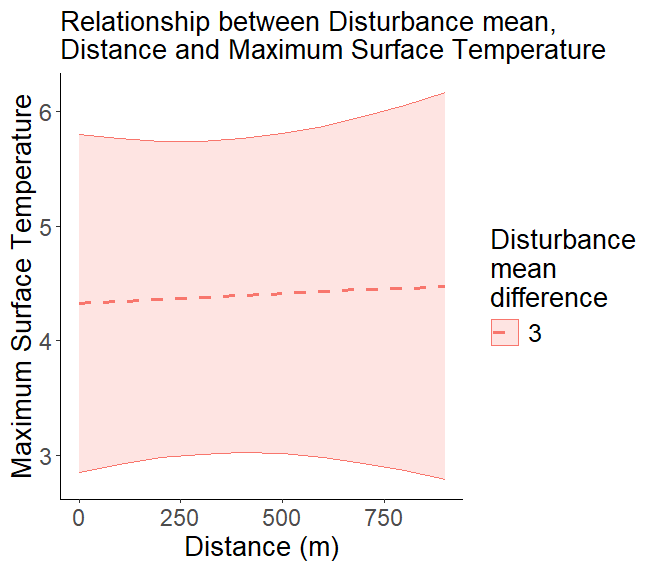 Relationship between Disturbance mean,
Distance and Maximum Surface Temperature
Maximum Surface Temperature
6
5
4
3
0 250 500 750
Distance (m)
Disturbance
mean
difference
3